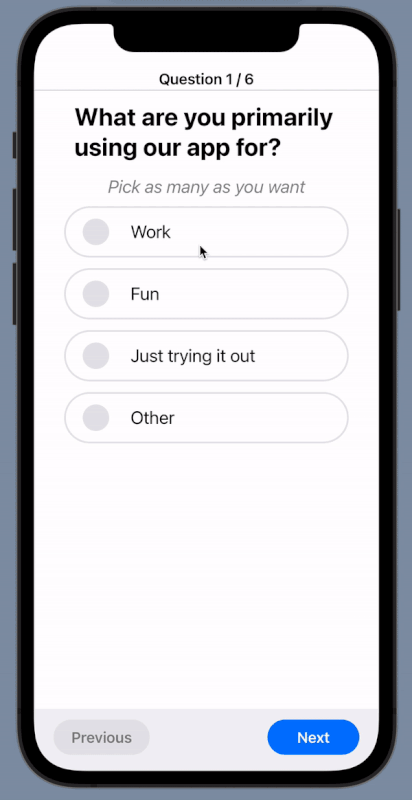 Question 1 / 6
What are you primarily
using our app for?
Pick as many as you want
Work
Fun
Just trying it out
Other
Previous
Next